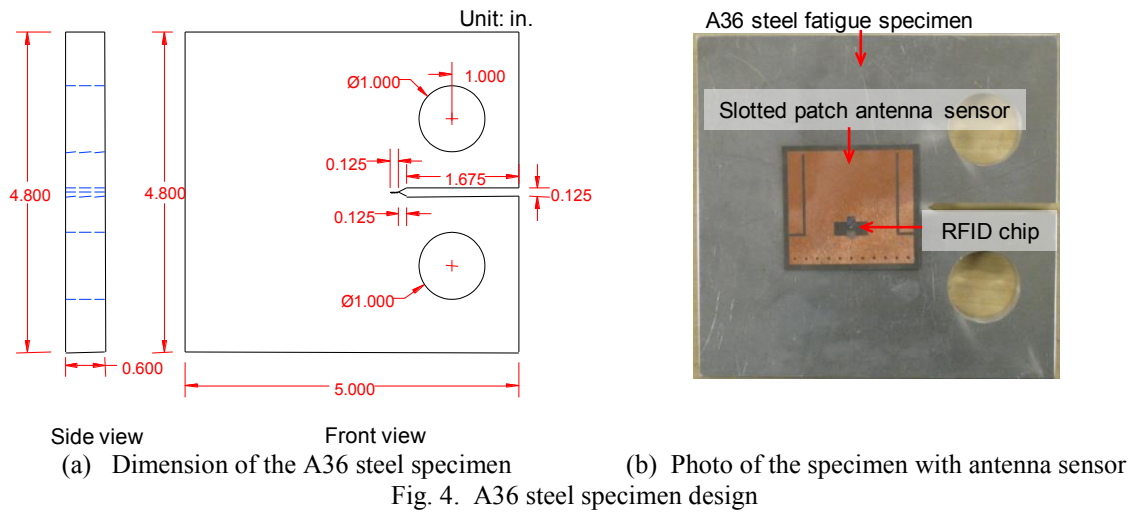 Unit: in.
A36 steel fatigue specimen
Ø1.000
1.000
Slotted patch antenna sensor
0.125
1.675
4.800
4.800
0.125
0.125
RFID chip
Ø1.000
0.600
5.000
Side view
Front view
(a) Dimension of the A36 steel specimen
(b) Photo of the specimen with antenna sensor
Fig. 4. A36 steel specimen design